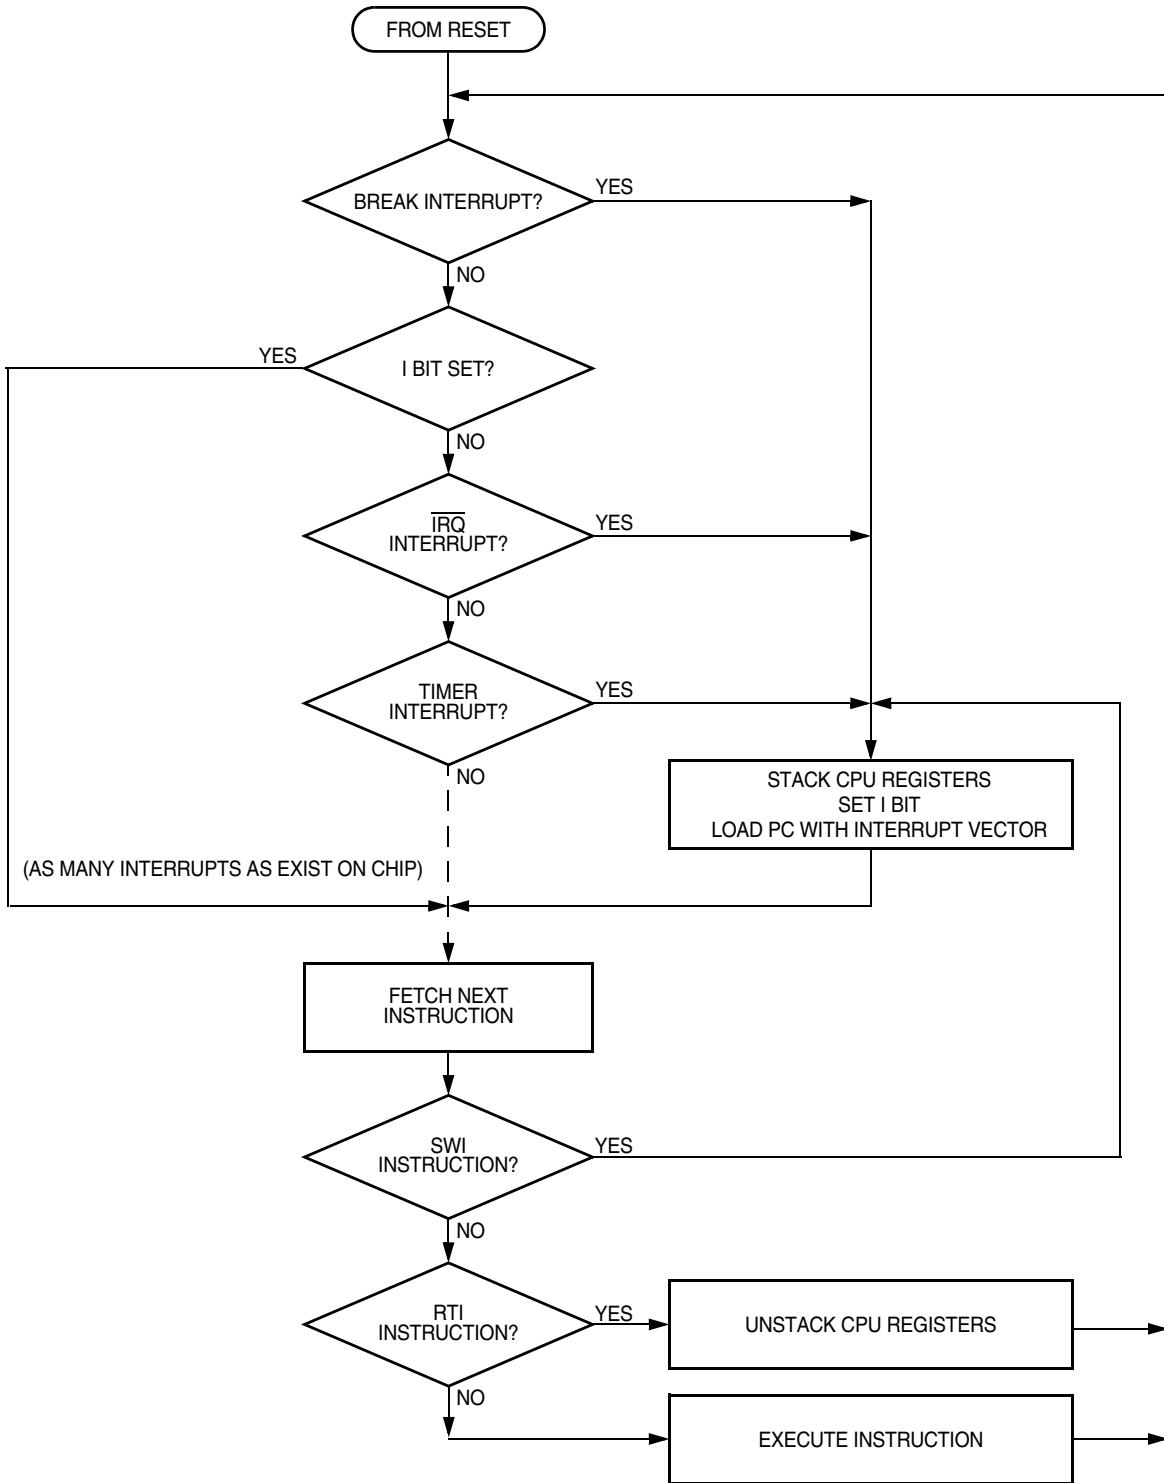 FROM RESET
BREAK INTERRUPT?
YES
NO
YES
I BIT SET?
NO
IRQ
INTERRUPT?
YES
NO
TIMER
INTERRUPT?
YES
NO
STACK CPU REGISTERS
SET I BIT
LOAD PC WITH INTERRUPT VECTOR
(AS MANY INTERRUPTS AS EXIST ON CHIP)
FETCH NEXT
INSTRUCTION
SWI
INSTRUCTION?
YES
NO
RTI
INSTRUCTION?
YES
UNSTACK CPU REGISTERS
NO
EXECUTE INSTRUCTION